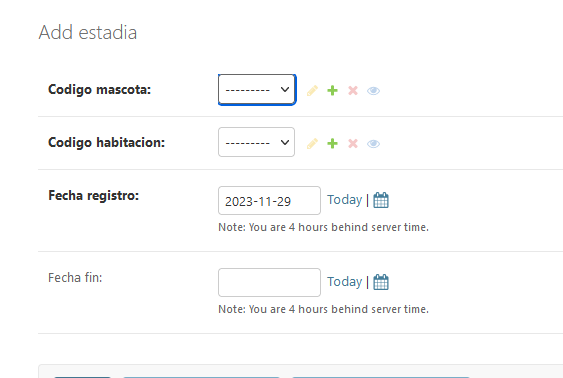 Add estadia
Codigo mascota: ---------
Codigo habitacion: ---------
Fecha registro: 2023-11-29 Today |
Note: You are 4 hours behind server time.
Fecha fin: Today |
Note: You are 4 hours behind server time.